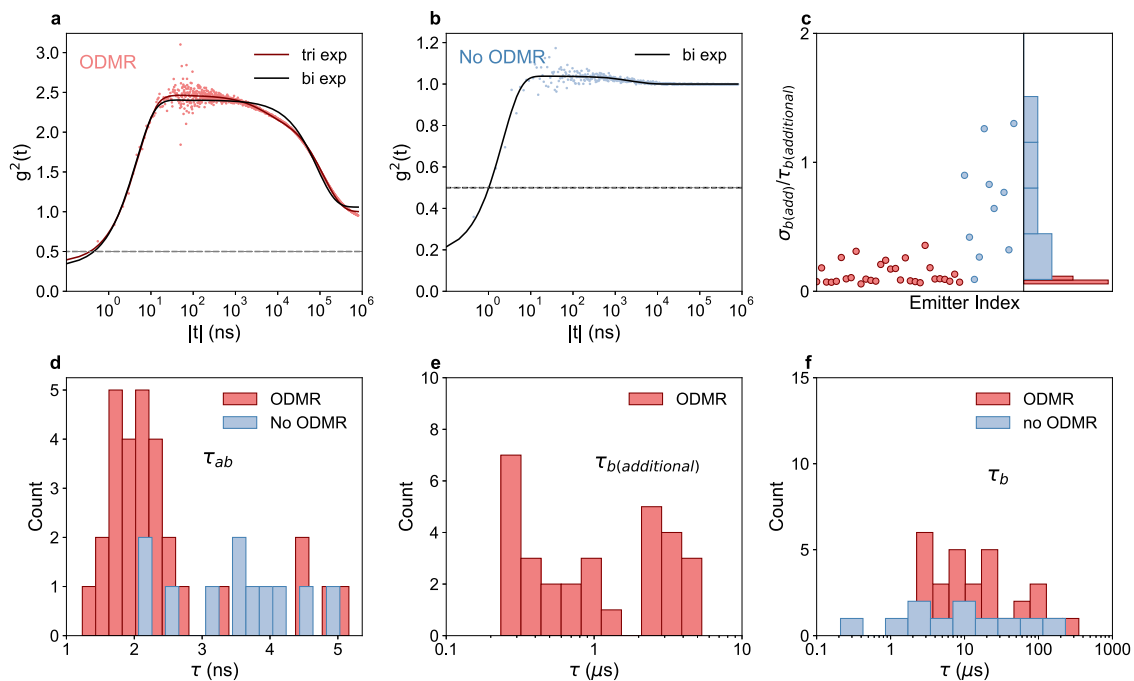 a
ODMR
tri exp
bi exp
g²(t)
3.0
2.5
2.0
1.5
1.0
0.5
0.0
10⁰ 10¹ 10² 10³ 10⁴ 10⁵ 10⁶
|t| (ns)
b
No ODMR
bi exp
g²(t)
1.2
1.0
0.8
0.6
0.4
0.2
0.0
10⁰ 10¹ 10² 10³ 10⁴ 10⁵ 10⁶
|t| (ns)
c
σb(add)/τb(additional)
2
1
0
Emitter Index
d
ODMR
No ODMR
τab
Count
5
4
3
2
1
0
1 2 3 4 5
τ (ns)
e
ODMR
τb(additional)
Count
10
8
6
4
2
0
0.1 1 10
τ (μs)
f
ODMR
no ODMR
τb
Count
15
10
5
0
0.1 1 10 100 1000
τ (μs)